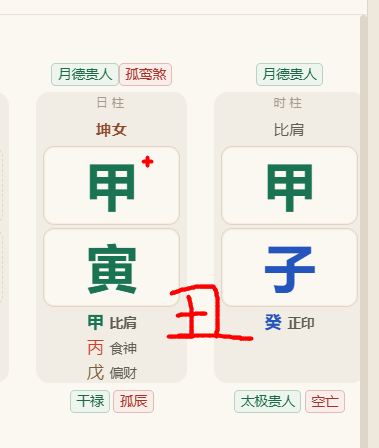 月德贵人 孤鸾煞
日柱
坤女
甲
寅
甲 比肩
丙 食神
戊 偏财
干禄 孤辰
丑
月德贵人
时柱
比肩
甲
子
癸 正印
太极贵人 空亡